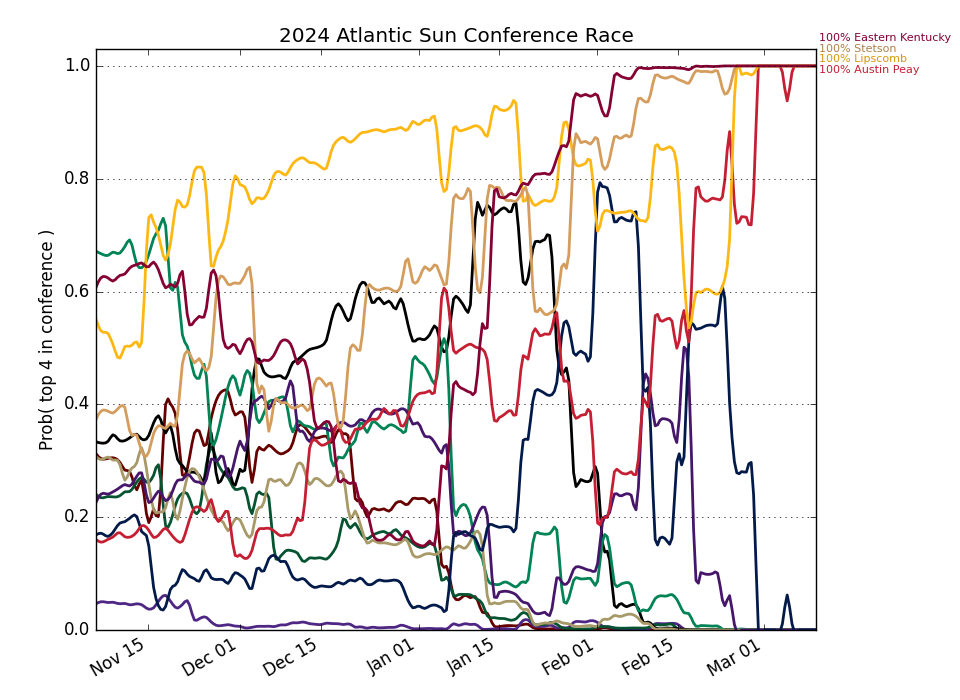 2024 Atlantic Sun Conference Race
100% Eastern Kentucky
100% Stetson
100% Lipscomb
100% Austin Peay
Prob( top 4 in conference )
1.0
0.8
0.6
0.4
0.2
0.0
Nov 15
Dec 01
Dec 15
Jan 01
Jan 15
Feb 01
Feb 15
Mar 01